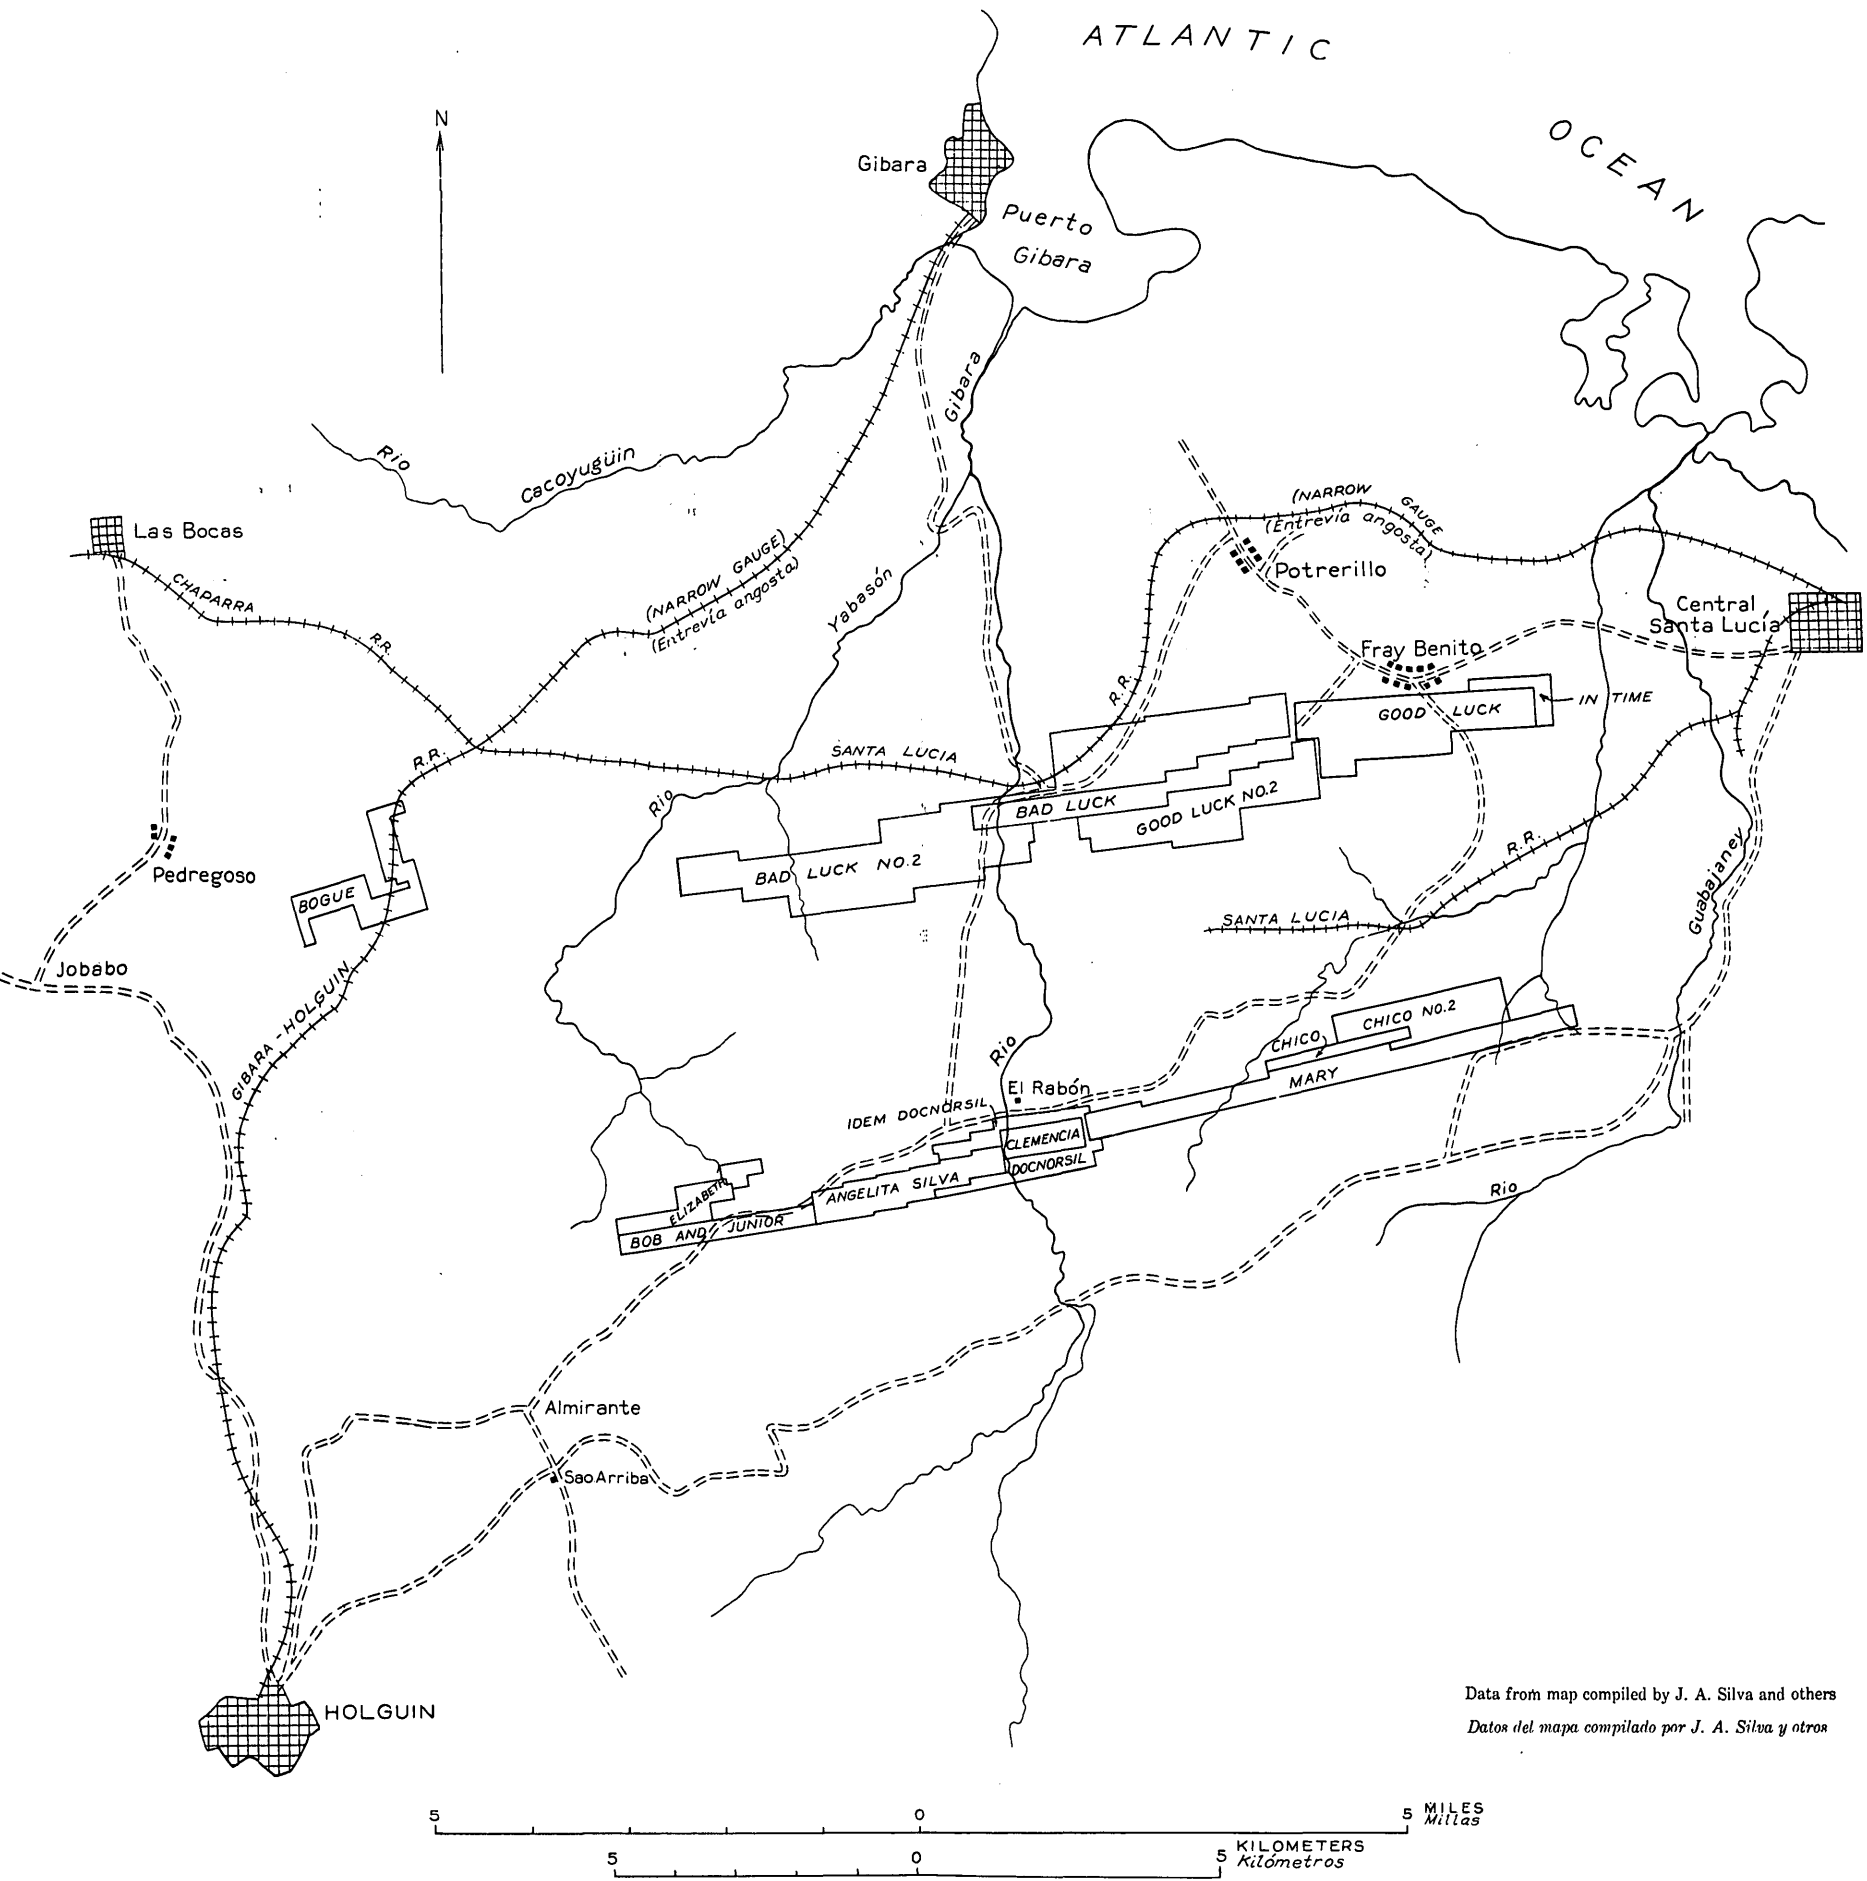 ATLANTIC
OCEAN
N
Gibara
Puerto
Gibara
Gibara
Rio
Cacoyugüin
(NARROW GAUGE)
(Entrevía angosta)
(NARROW GAUGE
(Entrevía angosta)
Las Bocas
CHAPARRA
R.R.
Yabasón
Potrerillo
Central
Santa Lucía
Fray Benito
R.R.
GOOD LUCK
IN TIME
R.R.
SANTA LUCIA
Rio
BAD LUCK
GOOD LUCK NO.2
R.R.
BAD LUCK NO.2
Pedregoso
BOGUE
Guabajaney
SANTA LUCIA
Jobabo
GIBARA-HOLGUIN
CHICO NO.2
CHICO
Rio
MARY
El Rabón
IDEM DOCNORSIL
CLEMENCIA
DOCNORSIL
ANGELITA SILVA
ELIZABETH
BOB AND JUNIOR
Rio
Almirante
Sao Arriba
HOLGUIN
Data from map compiled by J. A. Silva and others
Datos del mapa compilado por J. A. Silva y otros
5 0 5 MILES
Millas
5 0 5 KILOMETERS
Kilómetros